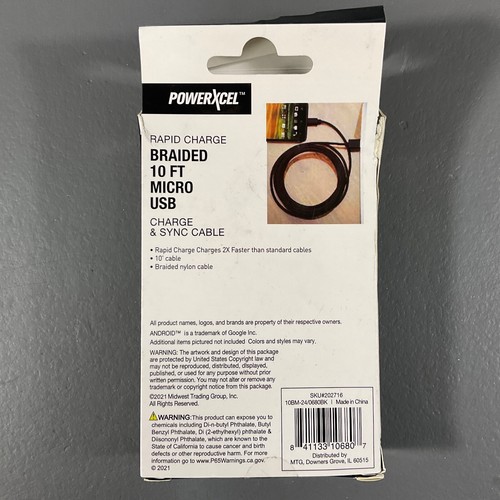 POWERXCEL™
RAPID CHARGE
BRAIDED
10 FT
MICRO
USB
CHARGE
& SYNC CABLE
• Rapid Charge Charges 2X Faster than standard cables
• 10' cable
• Braided nylon cable
All product names, logos, and brands are property of their respective owners.
ANDROID™ is a trademark of Google Inc.
Additional items pictured not included Colors and styles may vary.
WARNING: The artwork and design of this package
are protected by United States Copyright law and
may not be reproduced, distributed, displayed,
published, or used for any purpose without prior
written permission. You may not alter or remove any
trademark or copyright notice from this package.
©2021 Midwest Trading Group, Inc.
All Rights Reserved.
⚠WARNING:This product can expose you to
chemicals including Di-n-butyl Phthalate, Butyl
Benzyl Phthalate, Di (2-ethylhexyl) phthalate &
Diisononyl Phthalate, which are known to the
State of California to cause cancer and birth
defects or other reproductive harm. For more
information go to www.P65Warnings.ca.gov.
© 2021
SKU#202716
10BM-24/0680BK | Made in China
8 41133 10680 7
Distributed by
MTG, Downers Grove, IL 60515